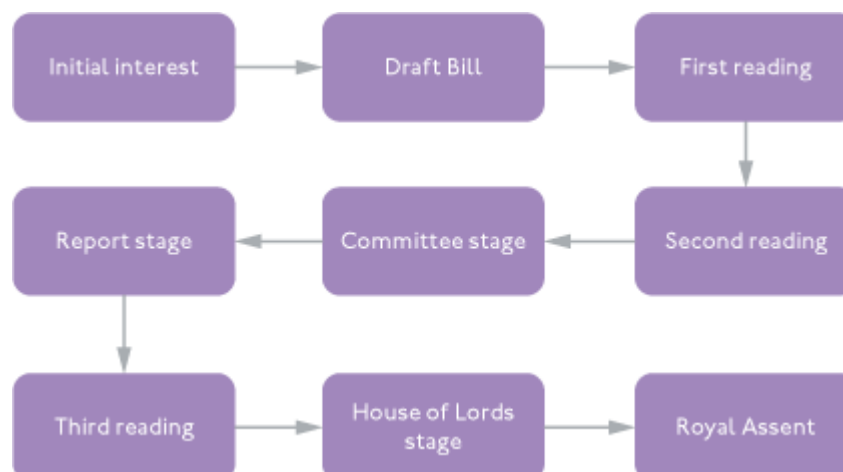 Initial interest
Draft Bill
First reading
Second reading
Committee stage
Report stage
Third reading
House of Lords
stage
Royal Assent